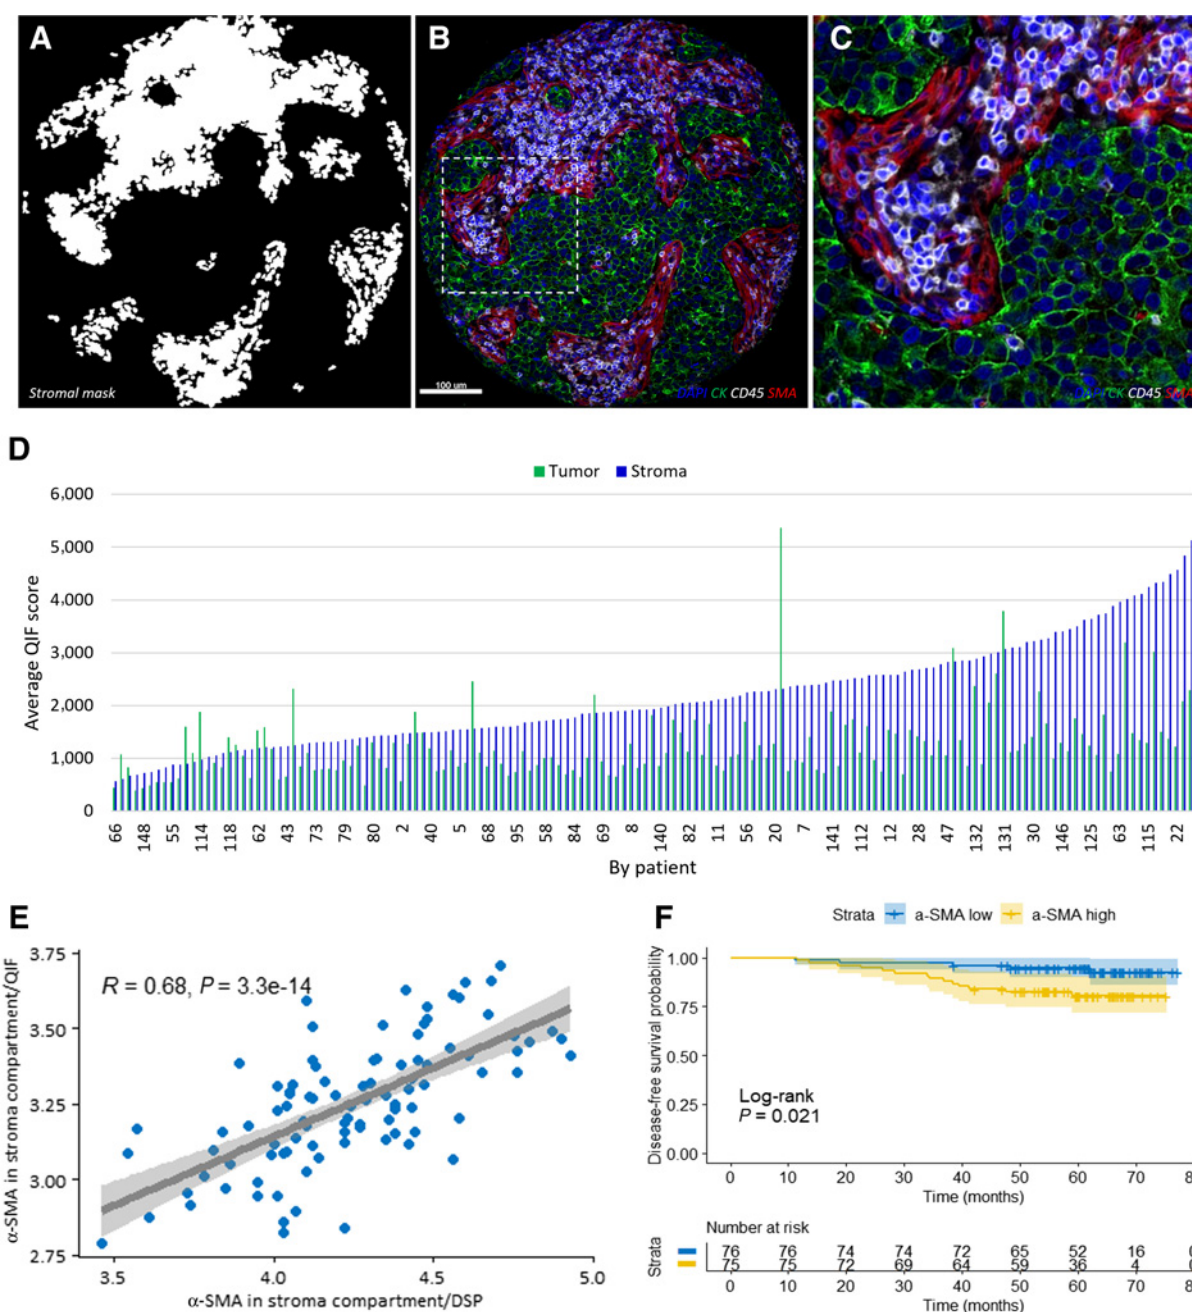 A
B
C
Stromal mask
100 um
DAPI CK CD45 SMA
DAPI CK CD45 SMA
D
Tumor Stroma
Average QIF score
6,000
5,000
4,000
3,000
2,000
1,000
0
66 148 55 114 118 62 43 73 79 80 2 40 5 68 95 58 84 69 8 140 82 11 56 20 7 141 112 12 28 47 132 131 30 146 125 63 115 22
By patient
E
α-SMA in stroma compartment/QIF
3.75
3.50
3.25
3.00
2.75
R = 0.68, P = 3.3e-14
3.5 4.0 4.5 5.0
α-SMA in stroma compartment/DSP
F
Strata a-SMA low a-SMA high
Disease-free survival probability
1.00
0.75
0.50
0.25
0.00
Log-rank
P = 0.021
0 10 20 30 40 50 60 70 8
Time (months)
Number at risk
Strata
76 76 74 74 72 65 52 16 0
75 75 72 69 64 59 36 4 0
0 10 20 30 40 50 60 70 8
Time (months)